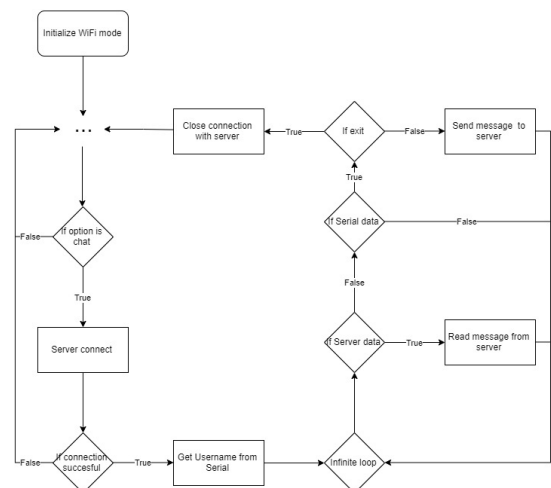 Initialize WiFi mode
...
Close connection
with server
True
If exit
False
Send message to
server
True
If Serial data
False
False
If option is
chat
True
False
Server connect
If Server data
True
Read message from
server
False
If connection
succesful
True
Get Username from
Serial
Infinite loop